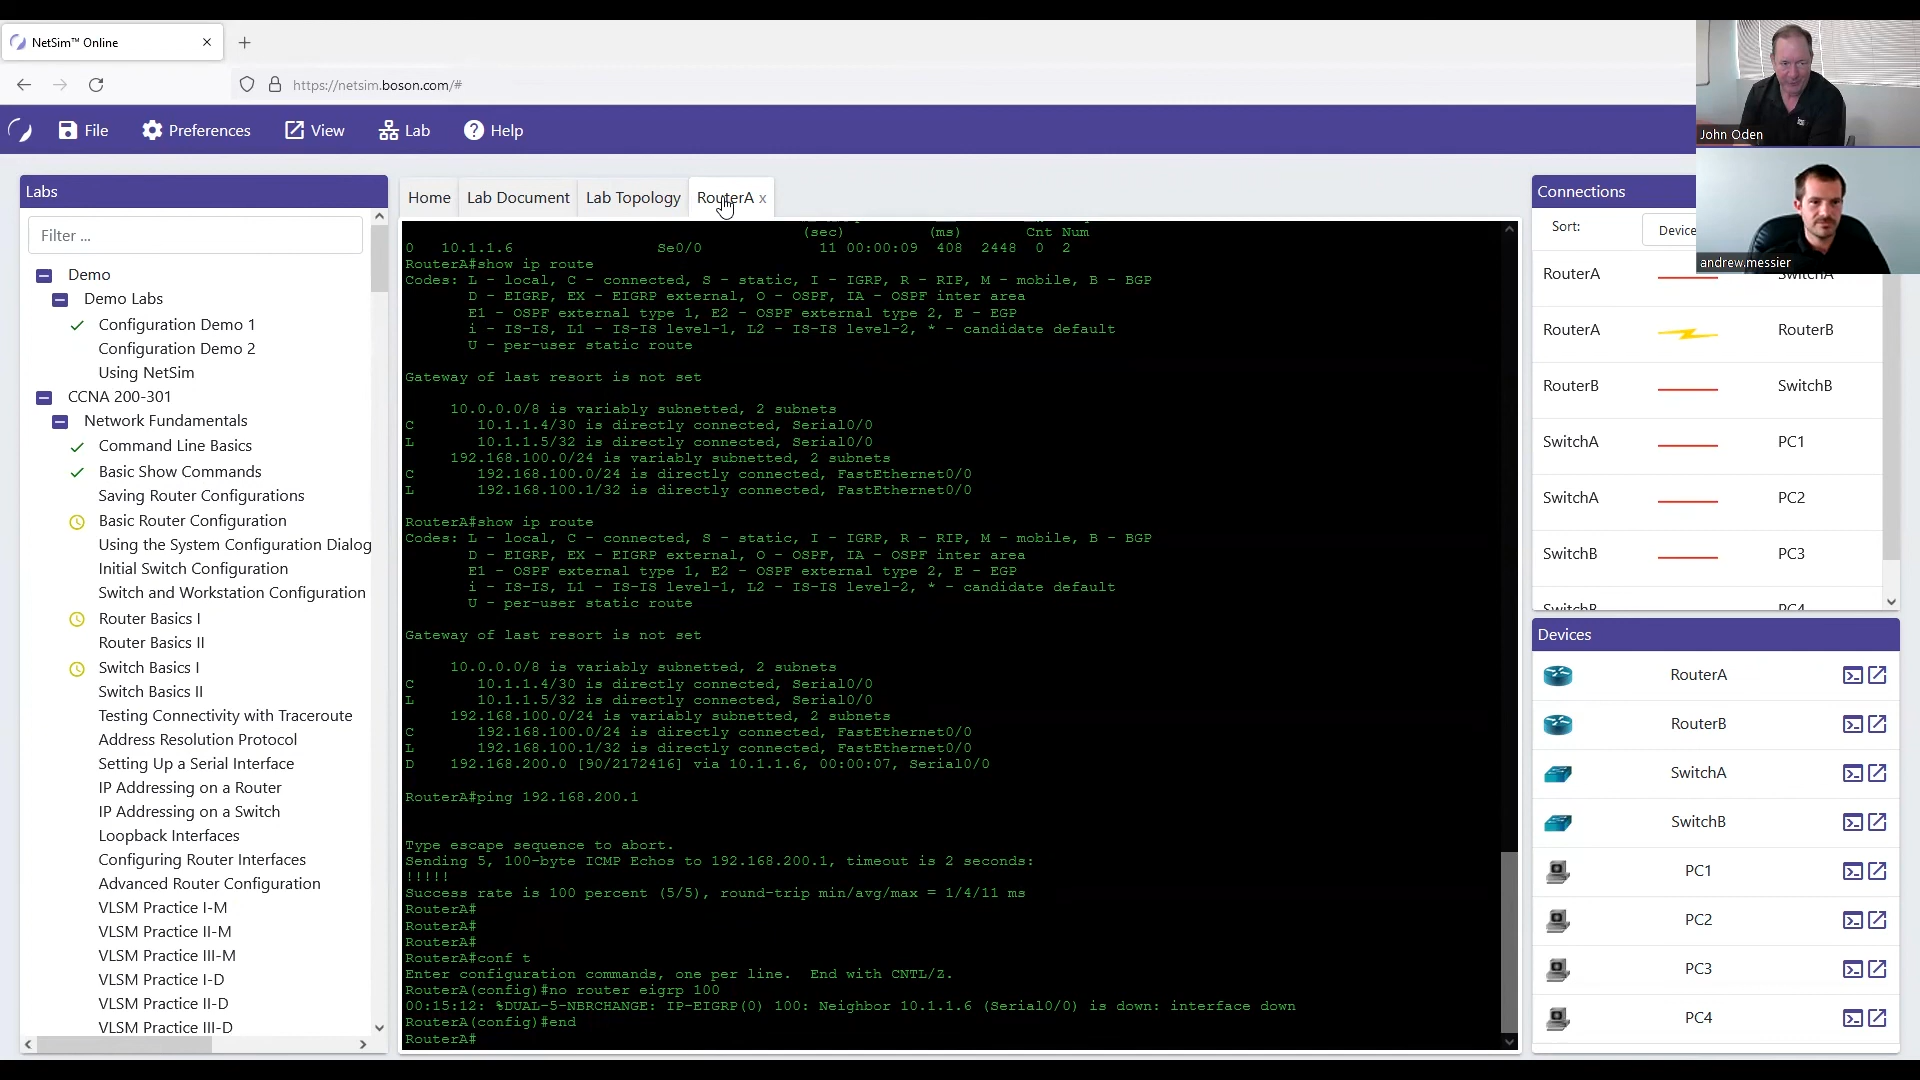 NetSim™ Online
https://netsim.boson.com/#
File
Preferences
View
Lab
Help
John Oden
andrew.messier
Labs
Filter ...
Demo
Demo Labs
Configuration Demo 1
Configuration Demo 2
Using NetSim
CCNA 200-301
Network Fundamentals
Command Line Basics
Basic Show Commands
Saving Router Configurations
Basic Router Configuration
Using the System Configuration Dialog
Initial Switch Configuration
Switch and Workstation Configuration
Router Basics I
Router Basics II
Switch Basics I
Switch Basics II
Testing Connectivity with Traceroute
Address Resolution Protocol
Setting Up a Serial Interface
IP Addressing on a Router
IP Addressing on a Switch
Loopback Interfaces
Configuring Router Interfaces
Advanced Router Configuration
VLSM Practice I-M
VLSM Practice II-M
VLSM Practice III-M
VLSM Practice I-D
VLSM Practice II-D
VLSM Practice III-D
Home Lab Document Lab Topology RouterA x
(sec) (ms) Cnt Num
0 10.1.1.6 Se0/0 11 00:00:09 408 2448 0 2
RouterA#show ip route
Codes: L - local, C - connected, S - static, I - IGRP, R - RIP, M - mobile, B - BGP
D - EIGRP, EX - EIGRP external, O - OSPF, IA - OSPF inter area
E1 - OSPF external type 1, E2 - OSPF external type 2, E - EGP
i - IS-IS, L1 - IS-IS level-1, L2 - IS-IS level-2, * - candidate default
U - per-user static route
Gateway of last resort is not set
10.0.0.0/8 is variably subnetted, 2 subnets
C 10.1.1.4/30 is directly connected, Serial0/0
L 10.1.1.5/32 is directly connected, Serial0/0
192.168.100.0/24 is variably subnetted, 2 subnets
C 192.168.100.0/24 is directly connected, FastEthernet0/0
L 192.168.100.1/32 is directly connected, FastEthernet0/0
RouterA#show ip route
Codes: L - local, C - connected, S - static, I - IGRP, R - RIP, M - mobile, B - BGP
D - EIGRP, EX - EIGRP external, O - OSPF, IA - OSPF inter area
E1 - OSPF external type 1, E2 - OSPF external type 2, E - EGP
i - IS-IS, L1 - IS-IS level-1, L2 - IS-IS level-2, * - candidate default
U - per-user static route
Gateway of last resort is not set
10.0.0.0/8 is variably subnetted, 2 subnets
C 10.1.1.4/30 is directly connected, Serial0/0
L 10.1.1.5/32 is directly connected, Serial0/0
192.168.100.0/24 is variably subnetted, 2 subnets
C 192.168.100.0/24 is directly connected, FastEthernet0/0
L 192.168.100.1/32 is directly connected, FastEthernet0/0
D 192.168.200.0 [90/2172416] via 10.1.1.6, 00:00:07, Serial0/0
RouterA#ping 192.168.200.1
Type escape sequence to abort.
Sending 5, 100-byte ICMP Echos to 192.168.200.1, timeout is 2 seconds:
!!!!!
Success rate is 100 percent (5/5), round-trip min/avg/max = 1/4/11 ms
RouterA#
RouterA#
RouterA#
RouterA#conf t
Enter configuration commands, one per line. End with CNTL/Z.
RouterA(config)#no router eigrp 100
00:15:12: %DUAL-5-NBRCHANGE: IP-EIGRP(0) 100: Neighbor 10.1.1.6 (Serial0/0) is down: interface down
RouterA(config)#end
RouterA#
Connections
Sort: Device
RouterA SwitchA
RouterA RouterB
RouterB SwitchB
SwitchA PC1
SwitchA PC2
SwitchB PC3
SwitchB PC4
Devices
RouterA
RouterB
SwitchA
SwitchB
PC1
PC2
PC3
PC4